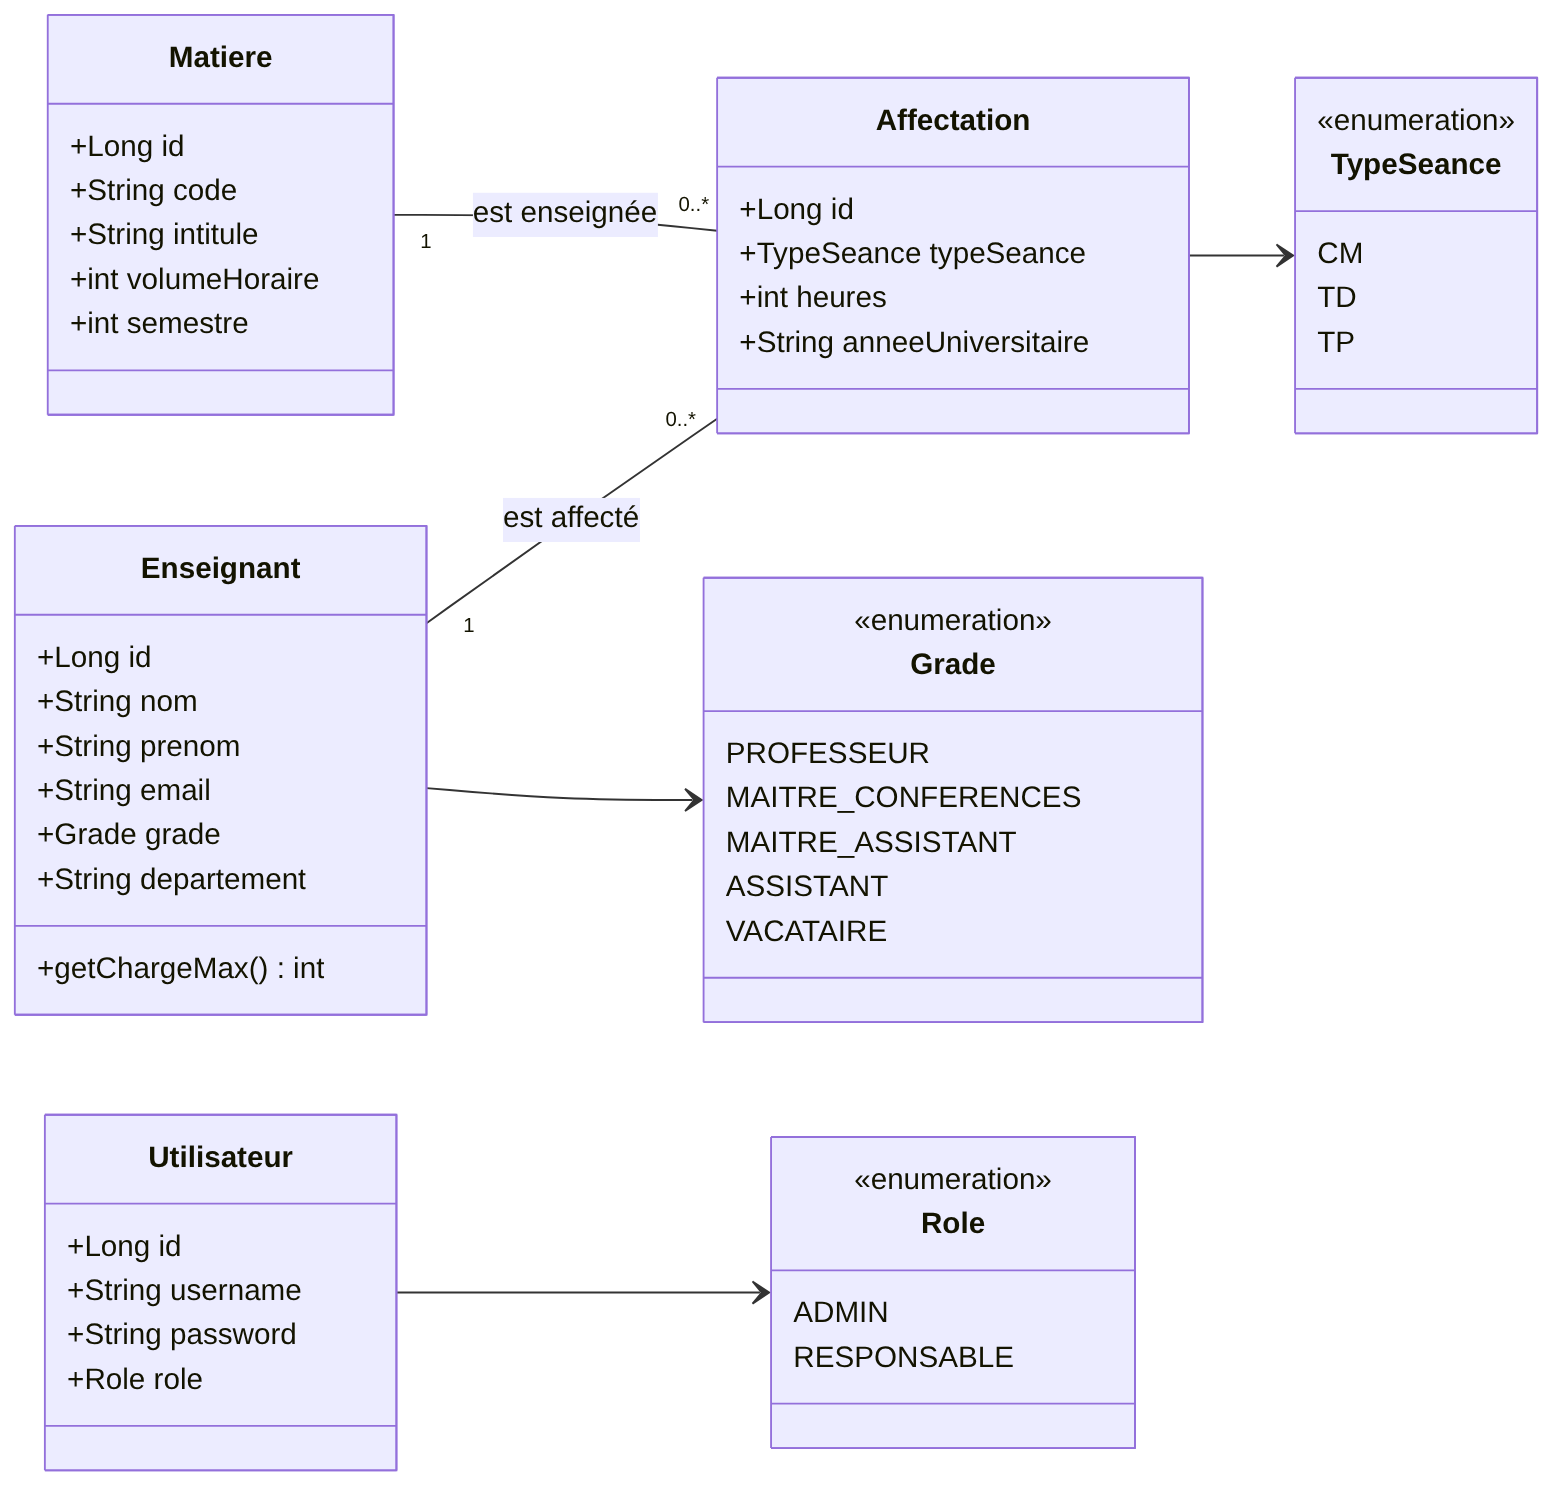 Matiere
+Long id
+String code
+String intitule
+int volumeHoraire
+int semestre
est enseignée
1
0..*
Affectation
+Long id
+TypeSeance typeSeance
+int heures
+String anneeUniversitaire
«enumeration»
TypeSeance
CM
TD
TP
0..*
est affecté
1
Enseignant
+Long id
+String nom
+String prenom
+String email
+Grade grade
+String departement
+getChargeMax() : int
«enumeration»
Grade
PROFESSEUR
MAITRE_CONFERENCES
MAITRE_ASSISTANT
ASSISTANT
VACATAIRE
Utilisateur
+Long id
+String username
+String password
+Role role
«enumeration»
Role
ADMIN
RESPONSABLE